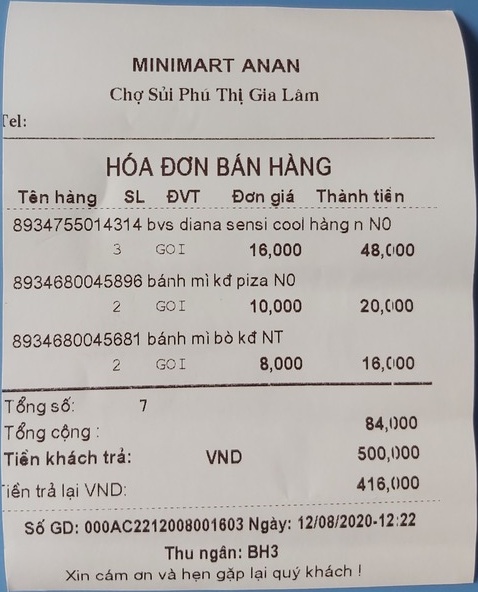 MINIMART ANAN
Chợ Sủi Phú Thị Gia Lâm
Tel:
HÓA ĐƠN BÁN HÀNG
Tên hàng SL ĐVT Đơn giá Thành tiền
8934755014314 bvs diana sensi cool hàng n N0
3 GOI 16,000 48,000
8934680045896 bánh mì kđ piza N0
2 GOI 10,000 20,000
8934680045681 bánh mì bò kđ NT
2 GOI 8,000 16,000
Tổng số: 7
Tổng cộng : 84,000
Tiền khách trả: VND 500,000
Tiền trả lại VND: 416,000
Số GD: 000AC2212008001603 Ngày: 12/08/2020-12:22
Thu ngân: BH3
Xin cám ơn và hẹn gặp lại quý khách !